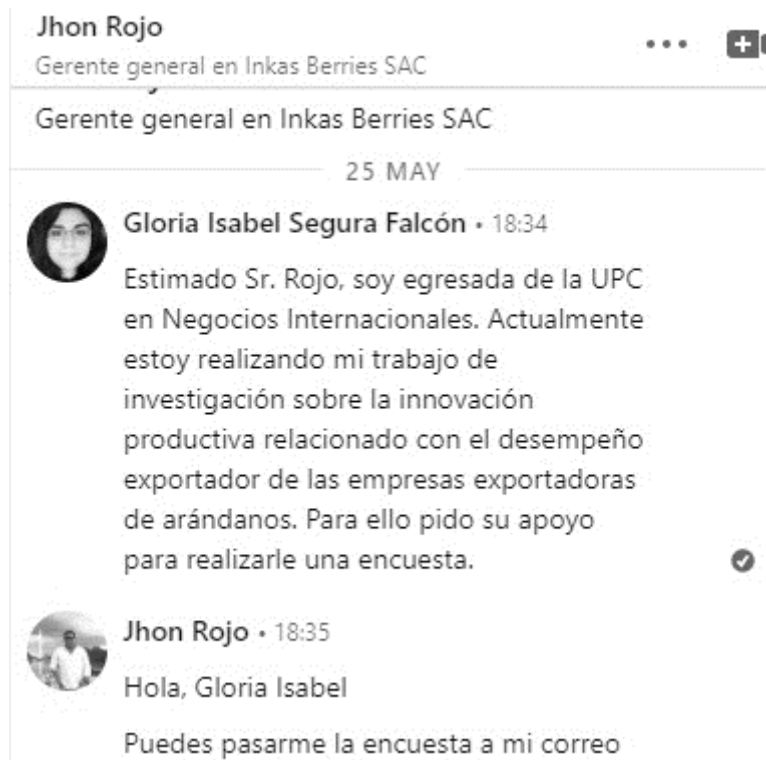 Jhon Rojo
Gerente general en Inkas Berries SAC
Gerente general en Inkas Berries SAC
25 MAY
Gloria Isabel Segura Falcón • 18:34
Estimado Sr. Rojo, soy egresada de la UPC
en Negocios Internacionales. Actualmente
estoy realizando mi trabajo de
investigación sobre la innovación
productiva relacionado con el desempeño
exportador de las empresas exportadoras
de arándanos. Para ello pido su apoyo
para realizarle una encuesta.
Jhon Rojo • 18:35
Hola, Gloria Isabel
Puedes pasarme la encuesta a mi correo